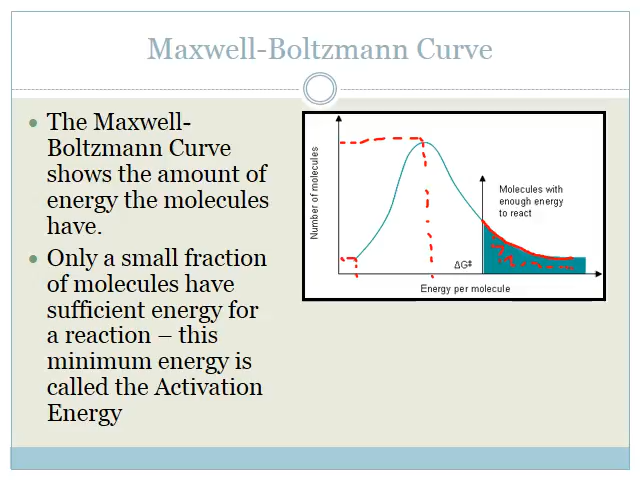 Maxwell-Boltzmann Curve
• The Maxwell-
Boltzmann Curve
shows the amount of
energy the molecules
have.
• Only a small fraction
of molecules have
sufficient energy for
a reaction – this
minimum energy is
called the Activation
Energy
Number of molecules
Molecules with
enough energy
to react
ΔG‡
Energy per molecule